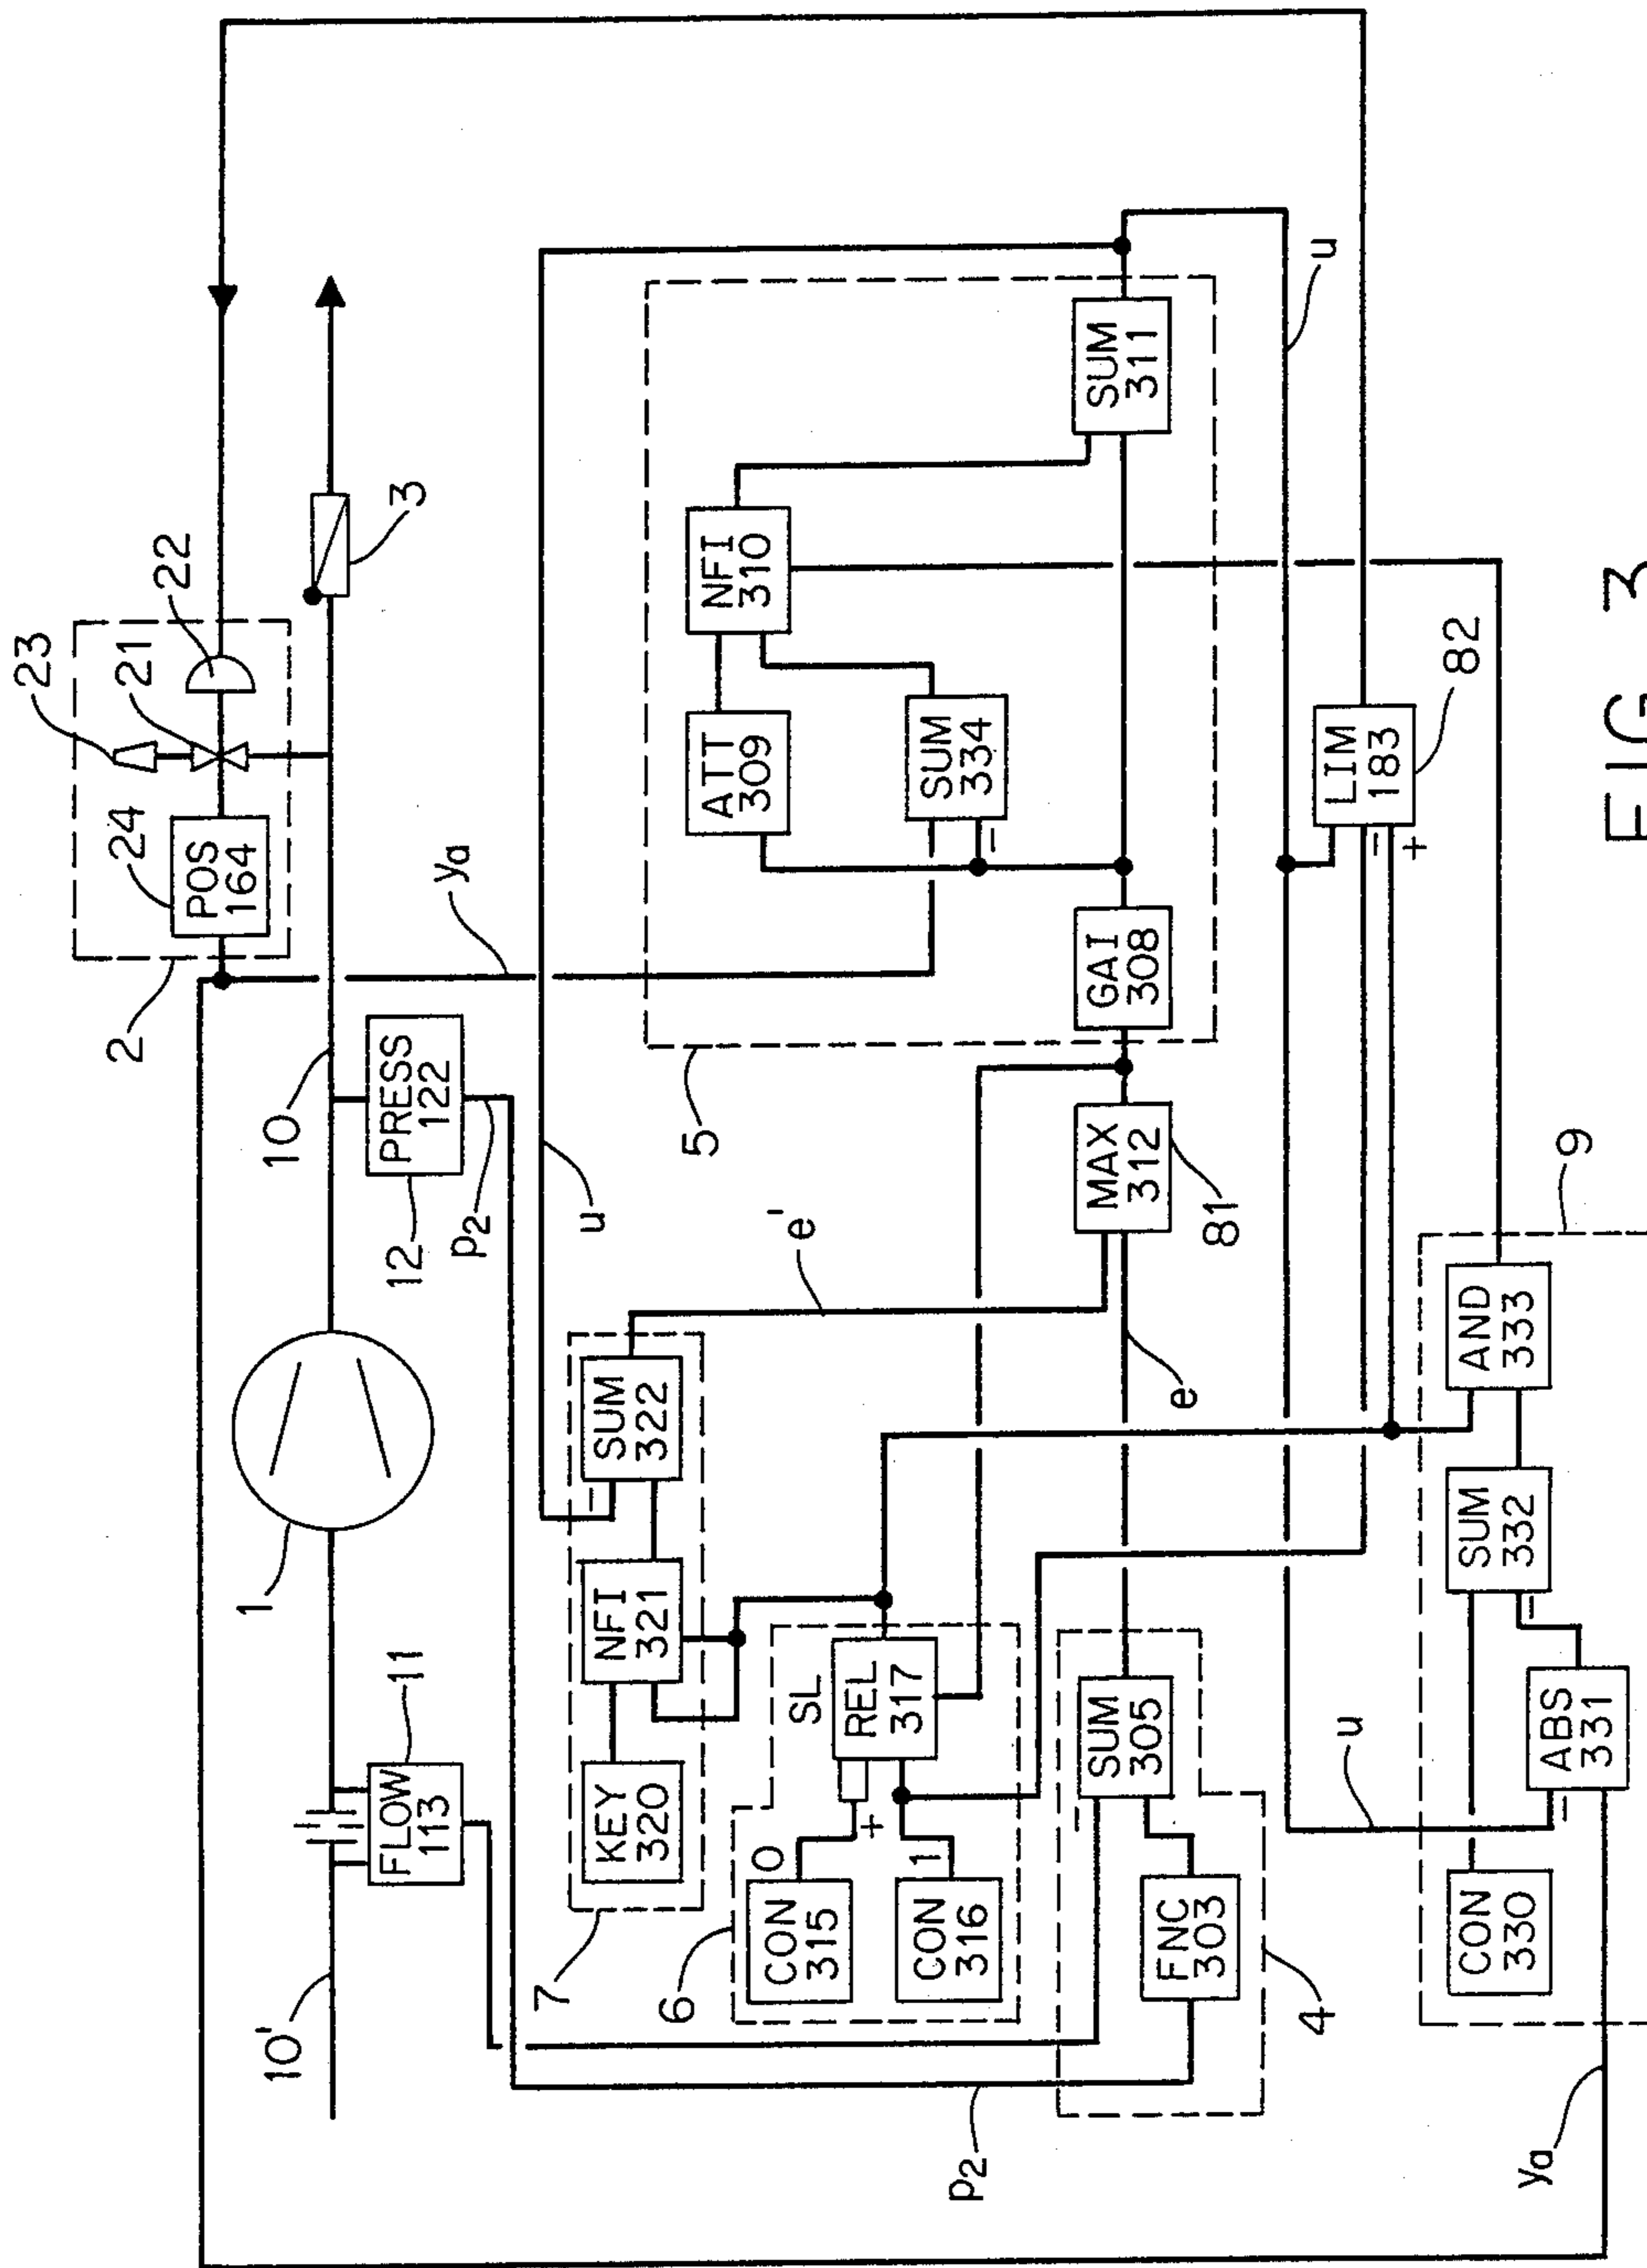 23
22
21
24
POS
164
2
3
10
PRESS
122
12
p2
1
11
FLOW
113
10'
ya
u
5
NFI
310
ATT
309
SUM
334
−
SUM
311
GAI
308
MAX
312
81
e'
e
SUM
322
−
NFI
321
KEY
320
7
SL
REL
317
+
0
CON
315
1
CON
316
6
SUM
305
−
FNC
303
4
p2
u
LIM
183
−
+
82
9
AND
333
SUM
332
−
ABS
331
−
u
CON
330
ya
FIG. 3